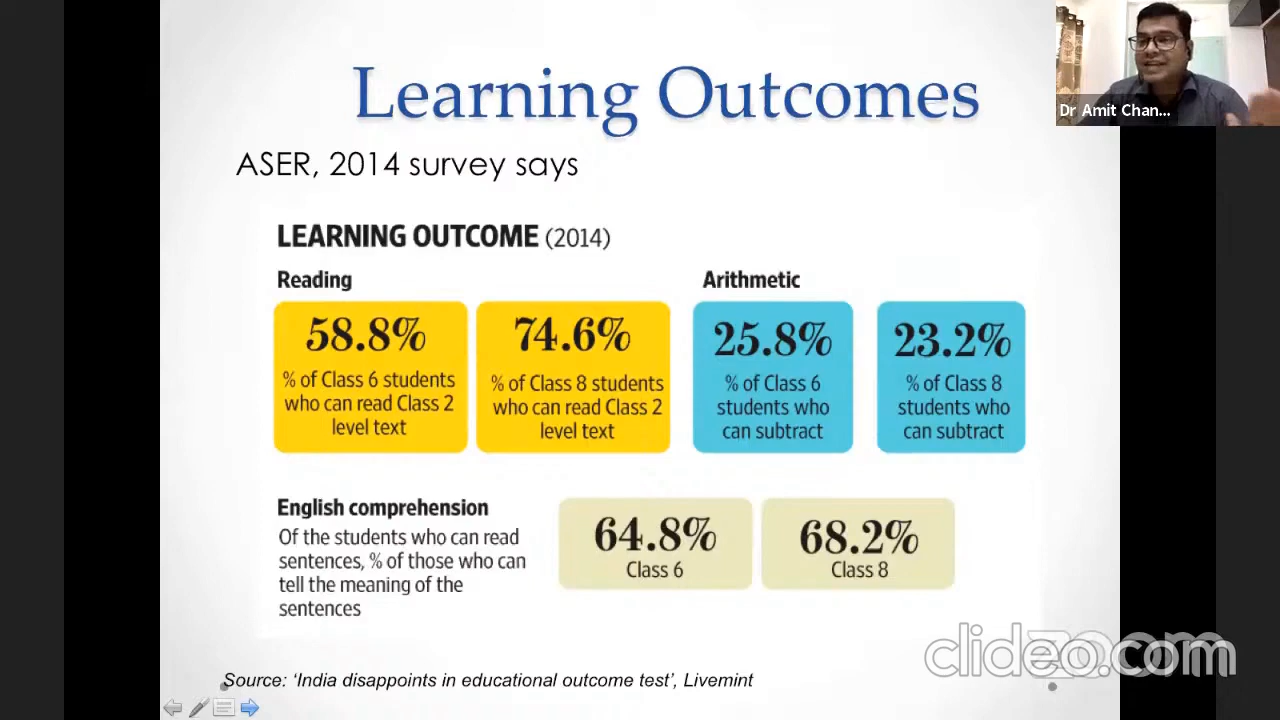 Learning Outcomes
Dr Amit Chan...
ASER, 2014 survey says
LEARNING OUTCOME (2014)
Reading
Arithmetic
58.8%
% of Class 6 students
who can read Class 2
level text
74.6%
% of Class 8 students
who can read Class 2
level text
25.8%
% of Class 6
students who
can subtract
23.2%
% of Class 8
students who
can subtract
English comprehension
Of the students who can read
sentences, % of those who can
tell the meaning of the
sentences
64.8%
Class 6
68.2%
Class 8
clideo.com
zoom
Source: ‘India disappoints in educational outcome test’, Livemint